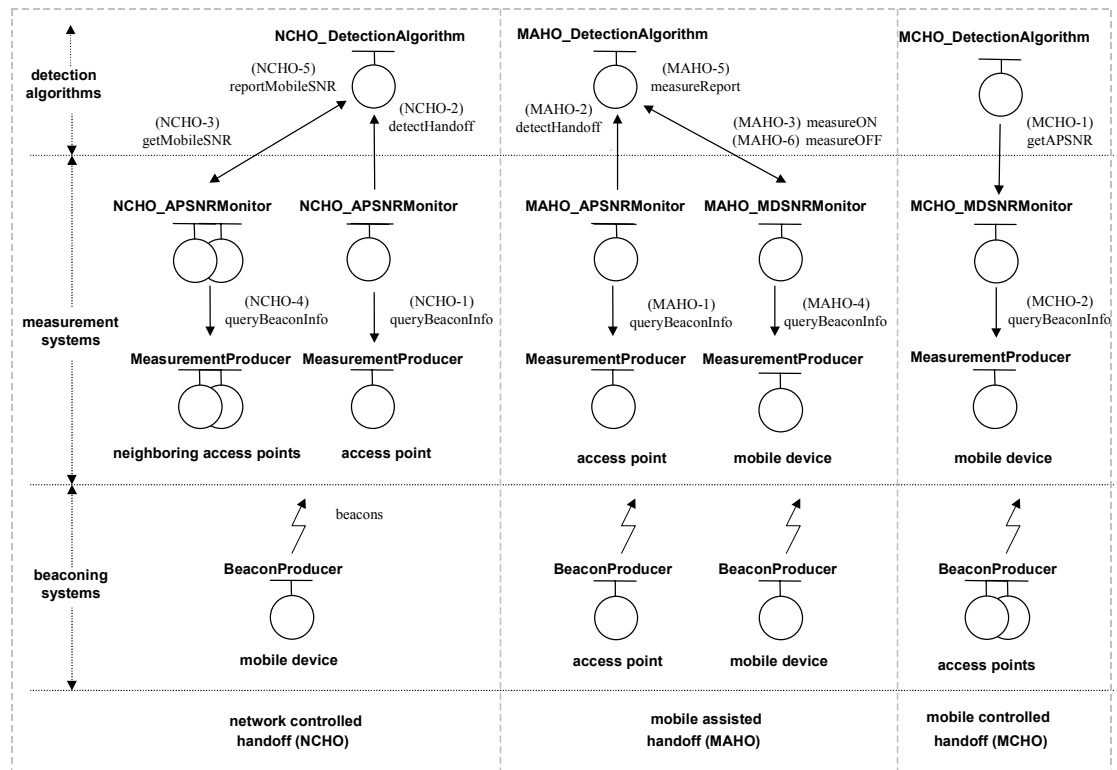 NCHO_DetectionAlgorithm
MAHO_DetectionAlgorithm
MCHO_DetectionAlgorithm
detection
algorithms
(NCHO-5)
reportMobileSNR
(NCHO-3)
getMobileSNR
(NCHO-2)
detectHandoff
(MAHO-2)
detectHandoff
(MAHO-5)
measureReport
(MAHO-3) measureON
(MAHO-6) measureOFF
(MCHO-1)
getAPSNR
measurement
systems
NCHO_APSNRMonitor
NCHO_APSNRMonitor
MAHO_APSNRMonitor
MAHO_MDSNRMonitor
MCHO_MDSNRMonitor
(NCHO-4)
queryBeaconInfo
(NCHO-1)
queryBeaconInfo
(MAHO-1)
queryBeaconInfo
(MAHO-4)
queryBeaconInfo
(MCHO-2)
queryBeaconInfo
MeasurementProducer
MeasurementProducer
MeasurementProducer
MeasurementProducer
MeasurementProducer
neighboring access points
access point
access point
mobile device
mobile device
beaconing
systems
beacons
BeaconProducer
BeaconProducer
BeaconProducer
BeaconProducer
mobile device
access point
mobile device
access points
network controlled
handoff (NCHO)
mobile assisted
handoff (MAHO)
mobile controlled
handoff (MCHO)